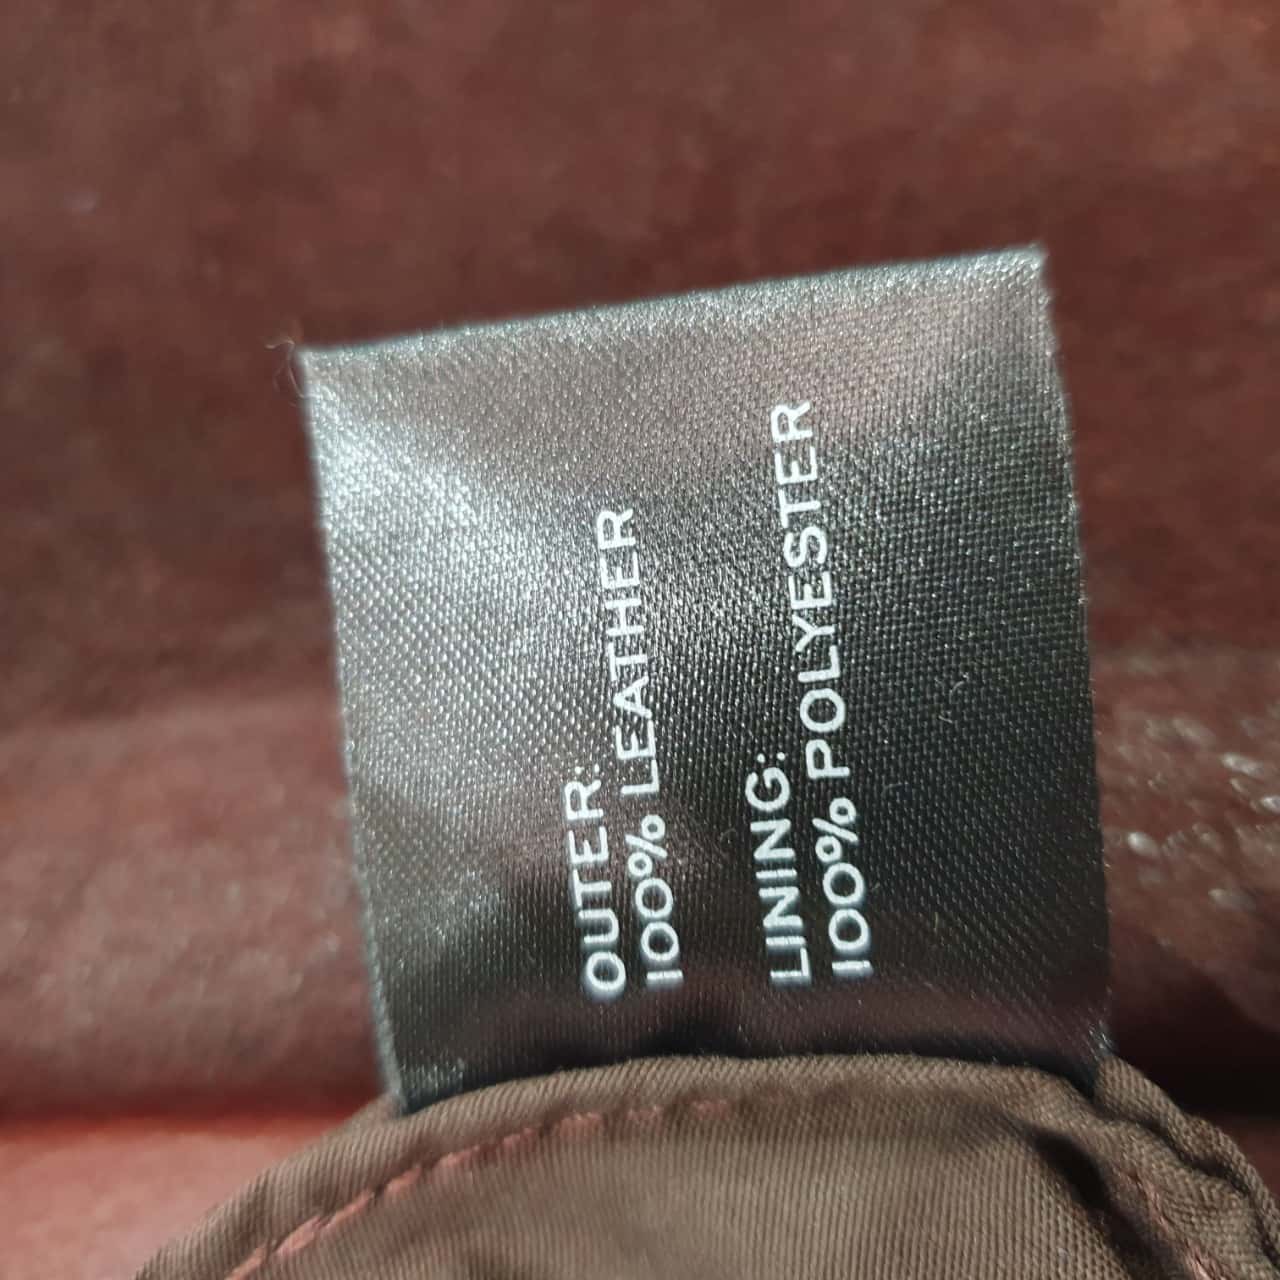 OUTER:
100% LEATHER
LINING:
100% POLYESTER